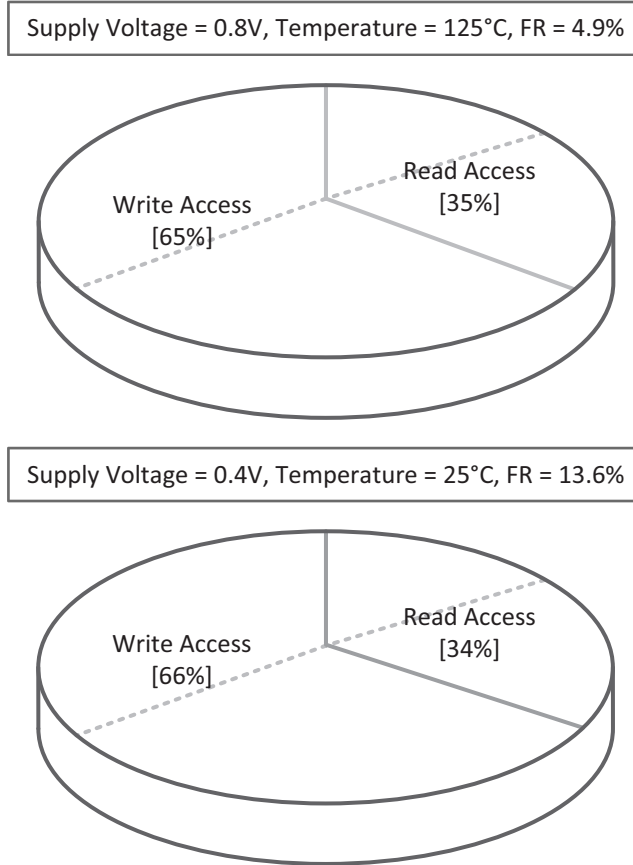 Supply Voltage = 0.8V, Temperature = 125°C, FR = 4.9%
Read Access
[35%]
Write Access
[65%]
Supply Voltage = 0.4V, Temperature = 25°C, FR = 13.6%
Read Access
[34%]
Write Access
[66%]